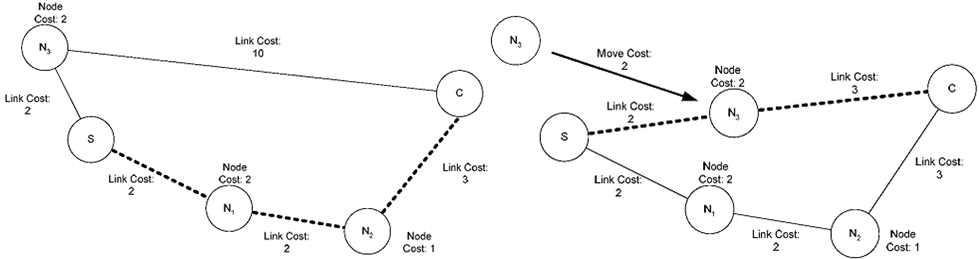 Node
Cost: 2
N3
Link Cost:
10
Link Cost:
2
C
S
Link Cost:
2
Node
Cost: 2
N1
Link Cost:
2
N2
Link Cost:
3
Node
Cost: 1
N3
Move Cost:
2
Node
Cost: 2
N3
Link Cost:
3
C
Link Cost:
2
S
Link Cost:
2
Node
Cost: 2
N1
Link Cost:
2
N2
Link Cost:
3
Node
Cost: 1